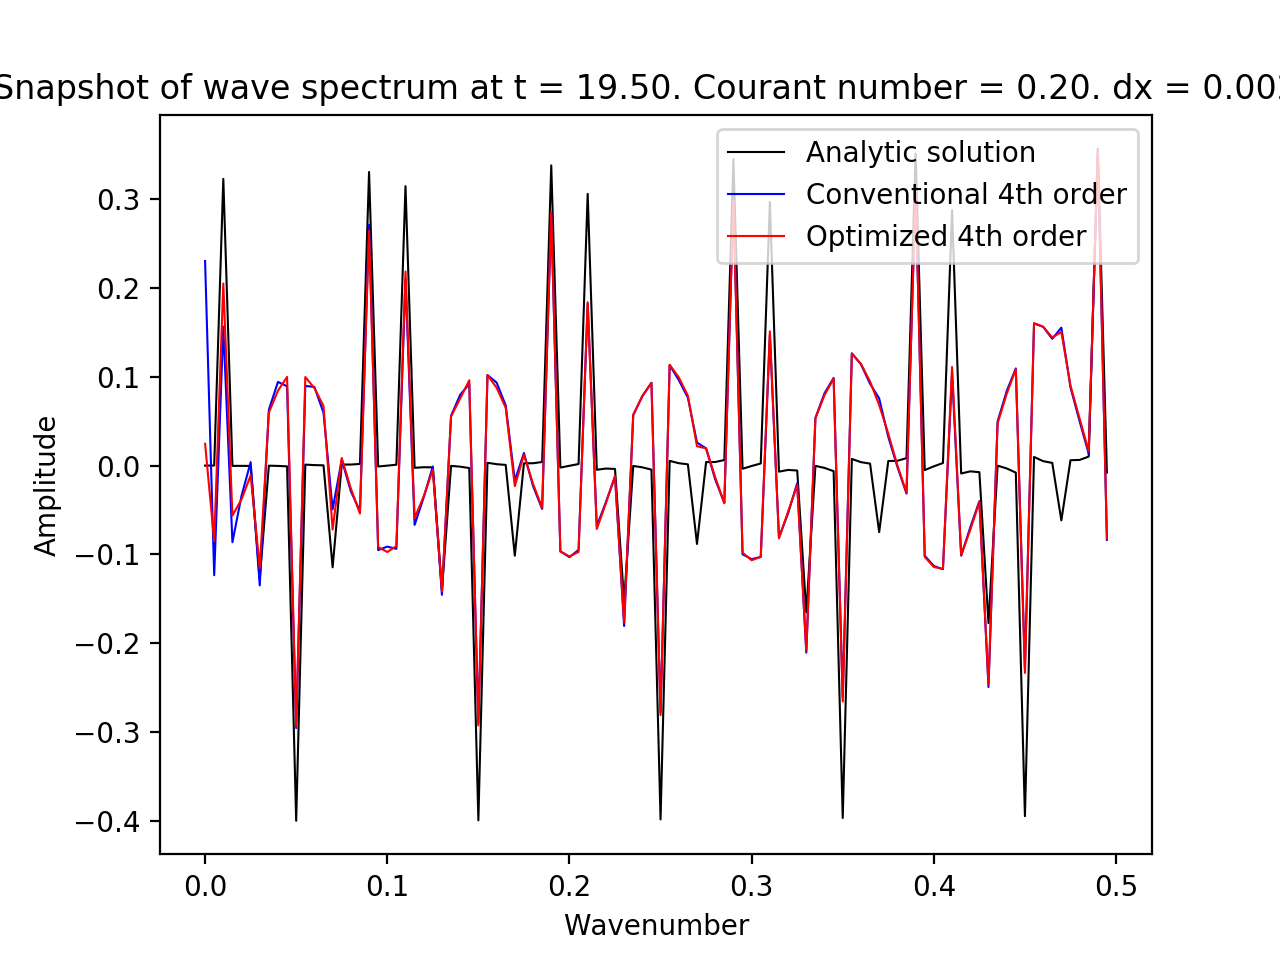 Snapshot of wave spectrum at t = 19.50. Courant number = 0.20. dx = 0.002
Analytic solution
Conventional 4th order
Optimized 4th order
0.3
0.2
0.1
0.0
−0.1
−0.2
−0.3
−0.4
Amplitude
0.0 0.1 0.2 0.3 0.4 0.5
Wavenumber